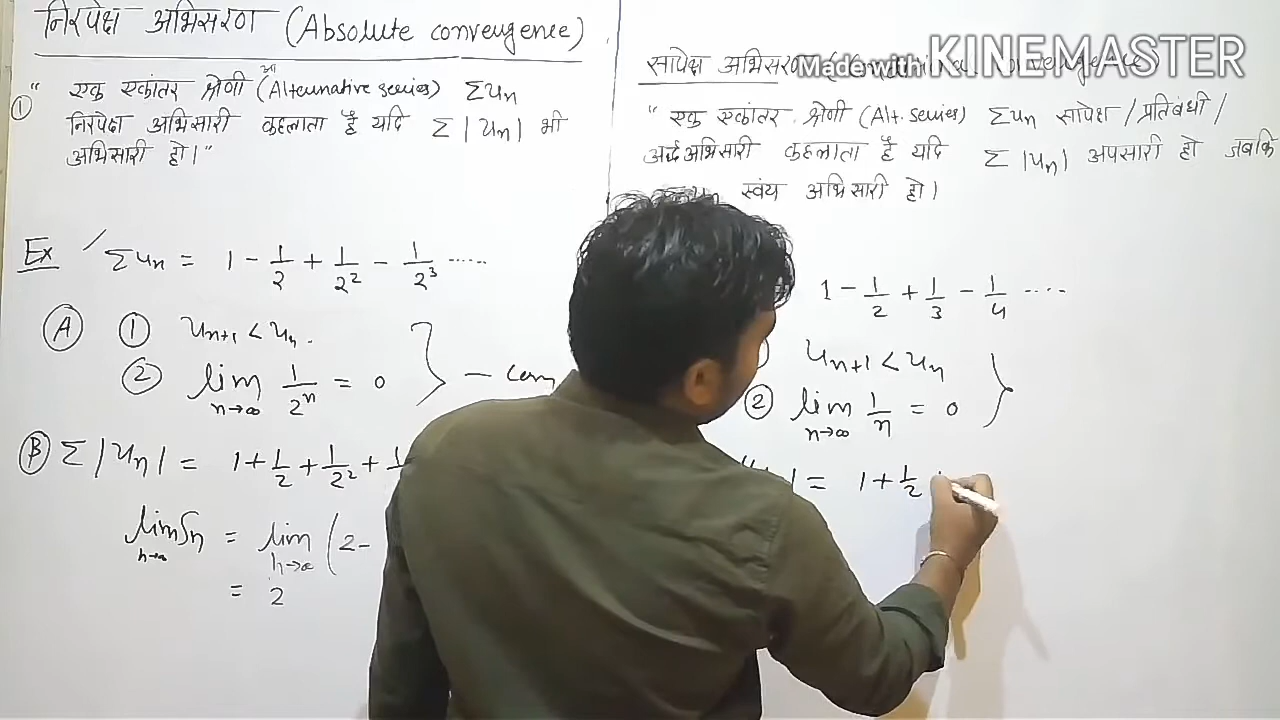 निरपेक्ष अभिसरण (Absolute convergence)
① " एक एकांतर श्रेणी (Alternative series) Σun
निरपेक्ष अभिसारी कहलाता है यदि Σ|un| भी
अभिसारी हो।"
Ex Σun = 1 - 1/2 + 1/2² - 1/2³ ......
Ⓐ ① un+1 < un.
② lim n→∞ 1/2ⁿ = 0 } –
Ⓑ Σ|un| = 1 + 1/2 + 1/2² + 1
lim n→∞ Sn = lim n→∞ (2-
= 2
Made with KINEMASTER
सापेक्ष अभिसरण
" एक एकांतर श्रेणी (Alt. series) Σun सापेक्ष / प्रतिबंधी /
अर्द्धअभिसारी कहलाता है यदि Σ|un| अपसारी हो जबकि
स्वंय अभिसारी हो।
1 - 1/2 + 1/3 - 1/4 ....
un+1 < un
② lim n→∞ 1/n = 0 }
| = 1 + 1/2